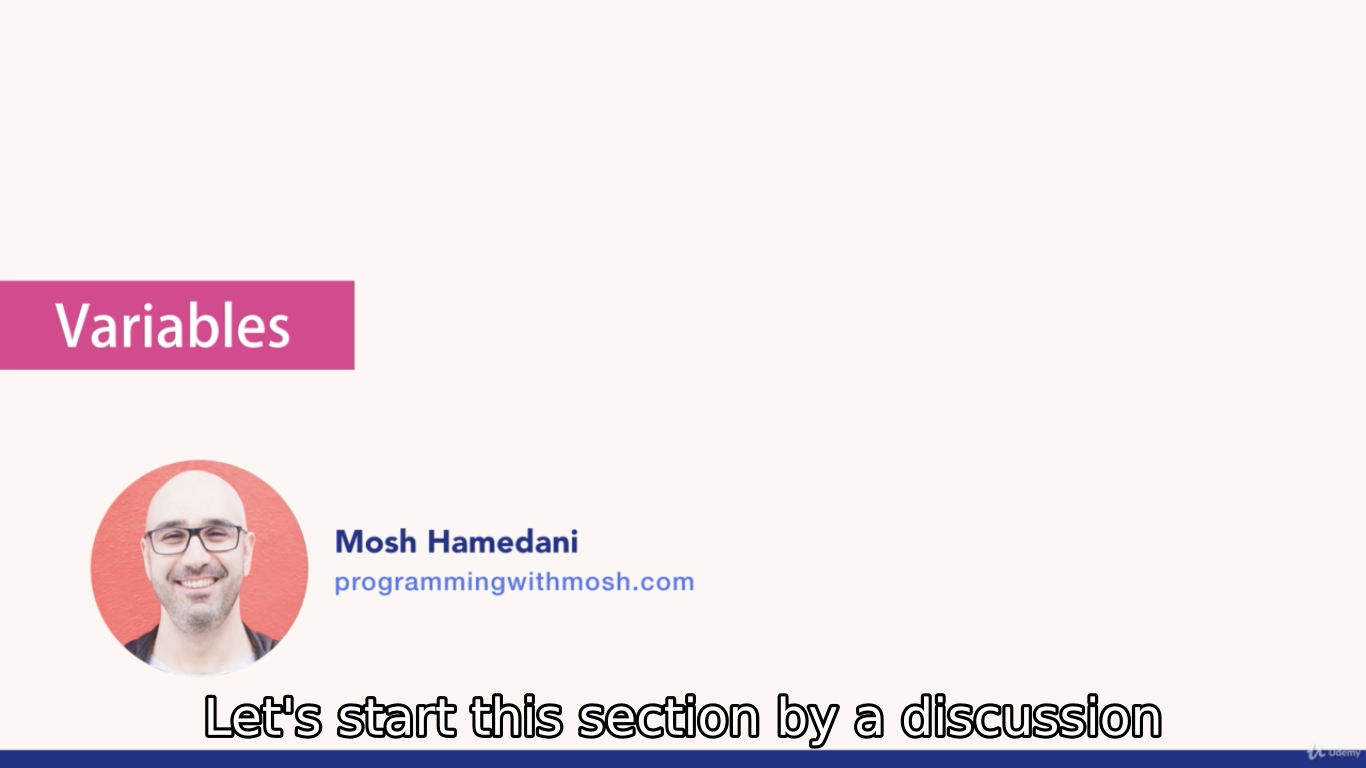 Variables
Mosh Hamedani
programmingwithmosh.com
Let's start this section by a discussion
Udemy